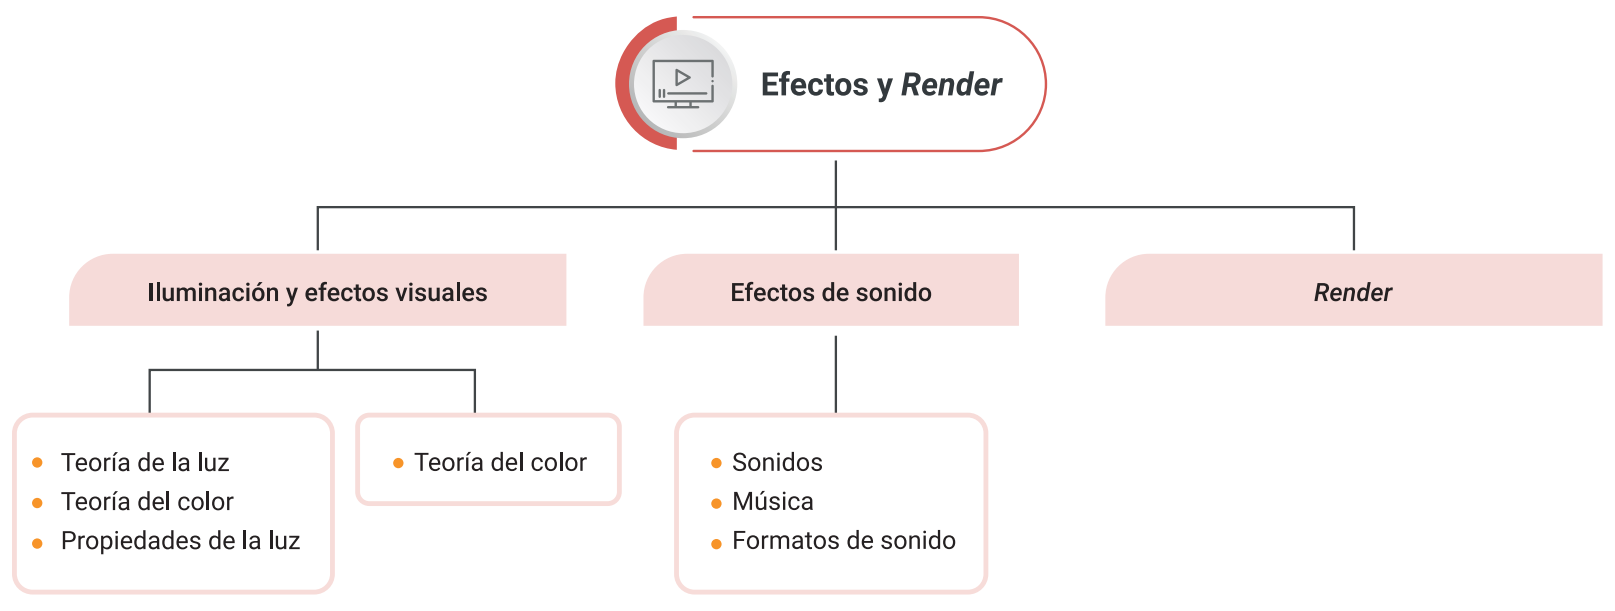 Efectos y Render
Iluminación y efectos visuales
Efectos de sonido
Render
Teoría de la luz
Teoría del color
Propiedades de la luz
Teoría del color
Sonidos
Música
Formatos de sonido